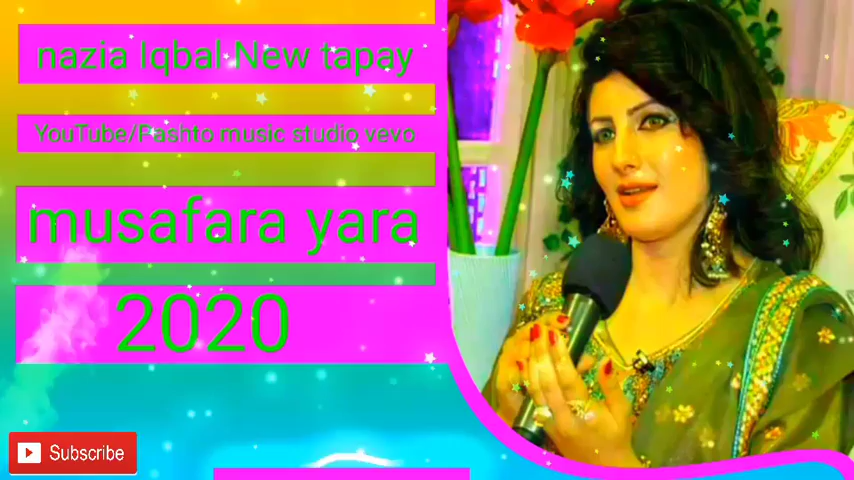 nazia Iqbal New tapay
YouTube/Pashto music studio vevo
musafara yara
2020
Subscribe